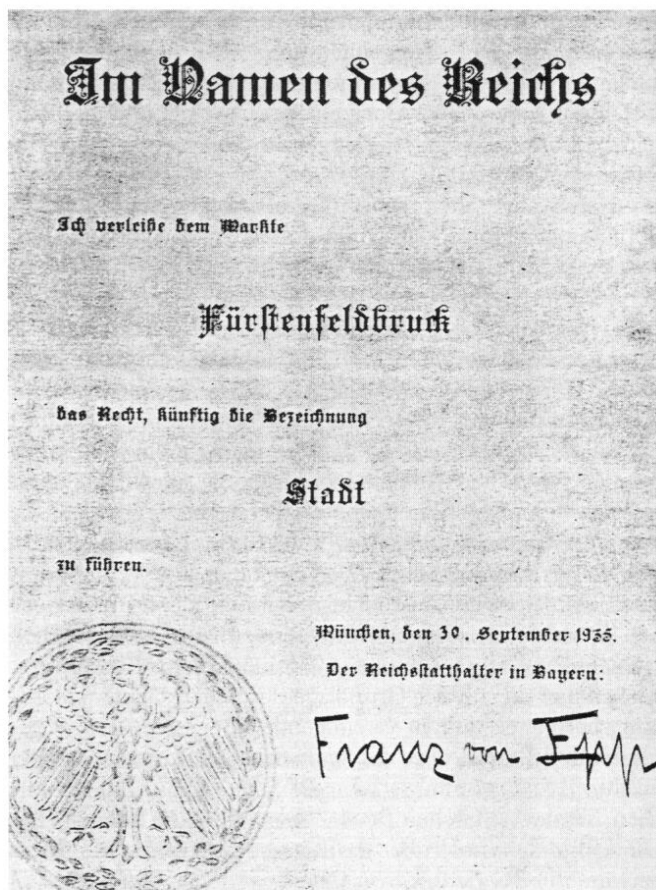 Im Namen des Reichs
Ich verleihe dem Markte
Fürstenfeldbruck
das Recht, künftig die Bezeichnung
Stadt
zu führen.
München, den 30. September 1935.
Der Reichsstatthalter in Bayern:
Franz von Epp